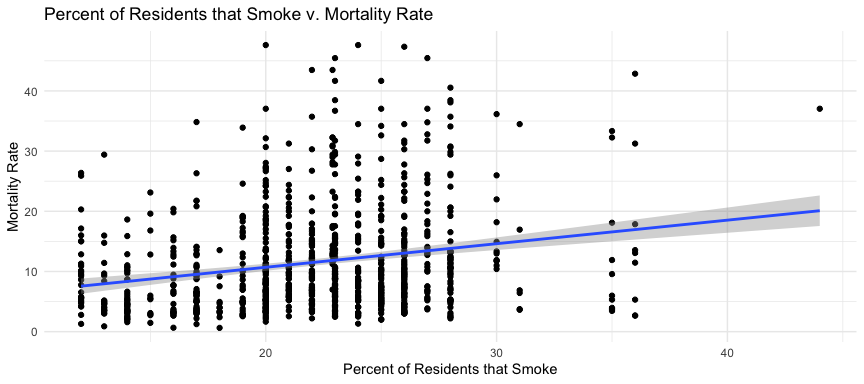 Percent of Residents that Smoke v. Mortality Rate
40
30
20
10
0
Mortality Rate
20
30
40
Percent of Residents that Smoke